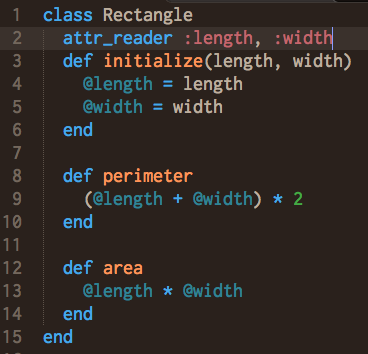 1 class Rectangle
2   attr_reader :length, :width
3   def initialize(length, width)
4     @length = length
5     @width = width
6   end
7
8   def perimeter
9     (@length + @width) * 2
10   end
11
12   def area
13     @length * @width
14   end
15 end